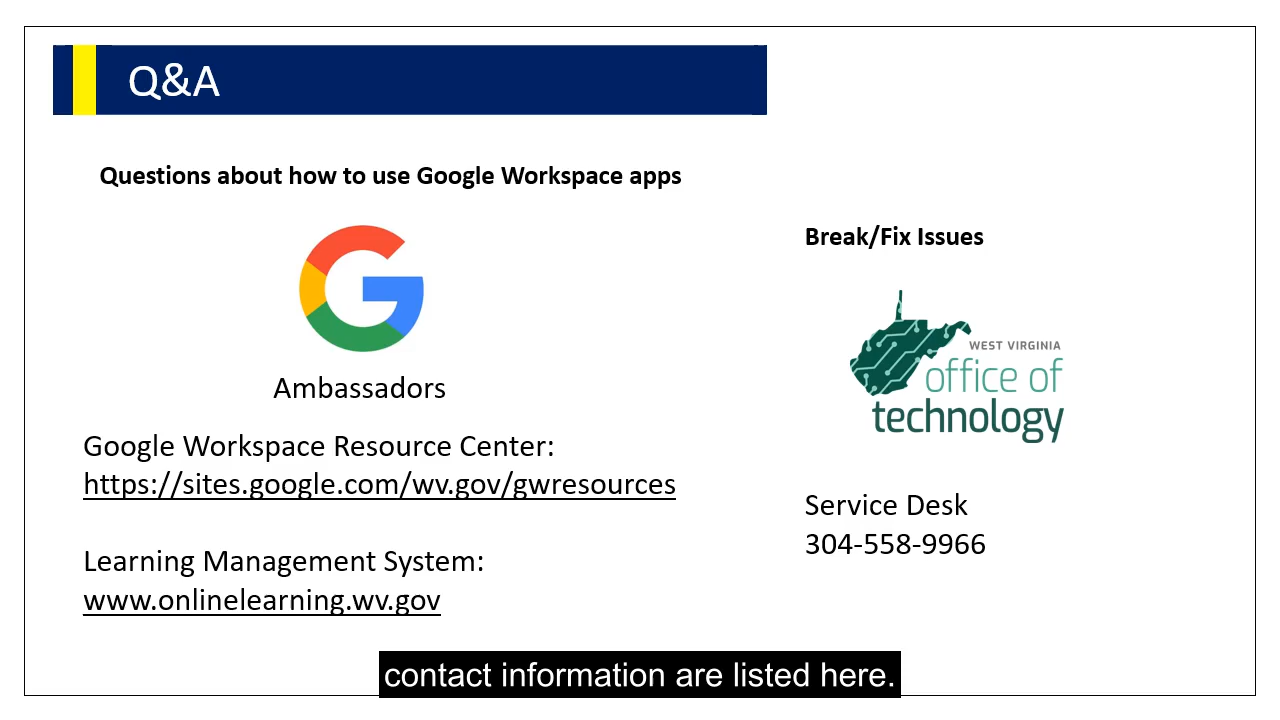 Q&A
Questions about how to use Google Workspace apps
Ambassadors
Google Workspace Resource Center:
https://sites.google.com/wv.gov/gwresources
Learning Management System:
www.onlinelearning.wv.gov
Break/Fix Issues
WEST VIRGINIA
office of
technology
Service Desk
304-558-9966
contact information are listed here.